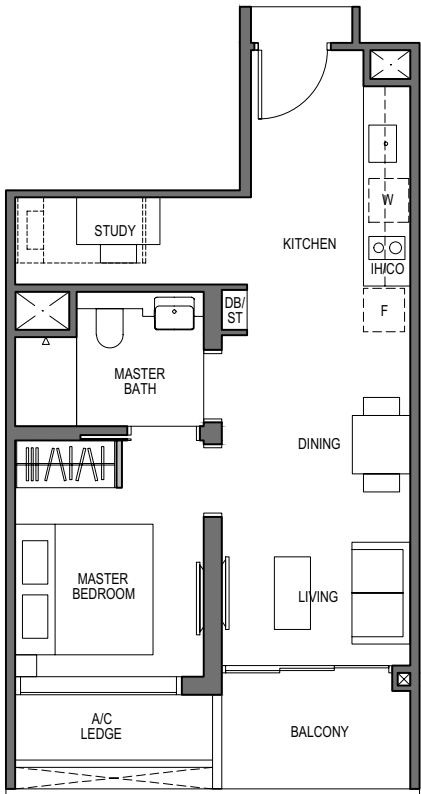 W
STUDY
KITCHEN
IH/CO
DB/
ST
F
MASTER
BATH
DINING
MASTER
BEDROOM
LIVING
A/C
LEDGE
BALCONY